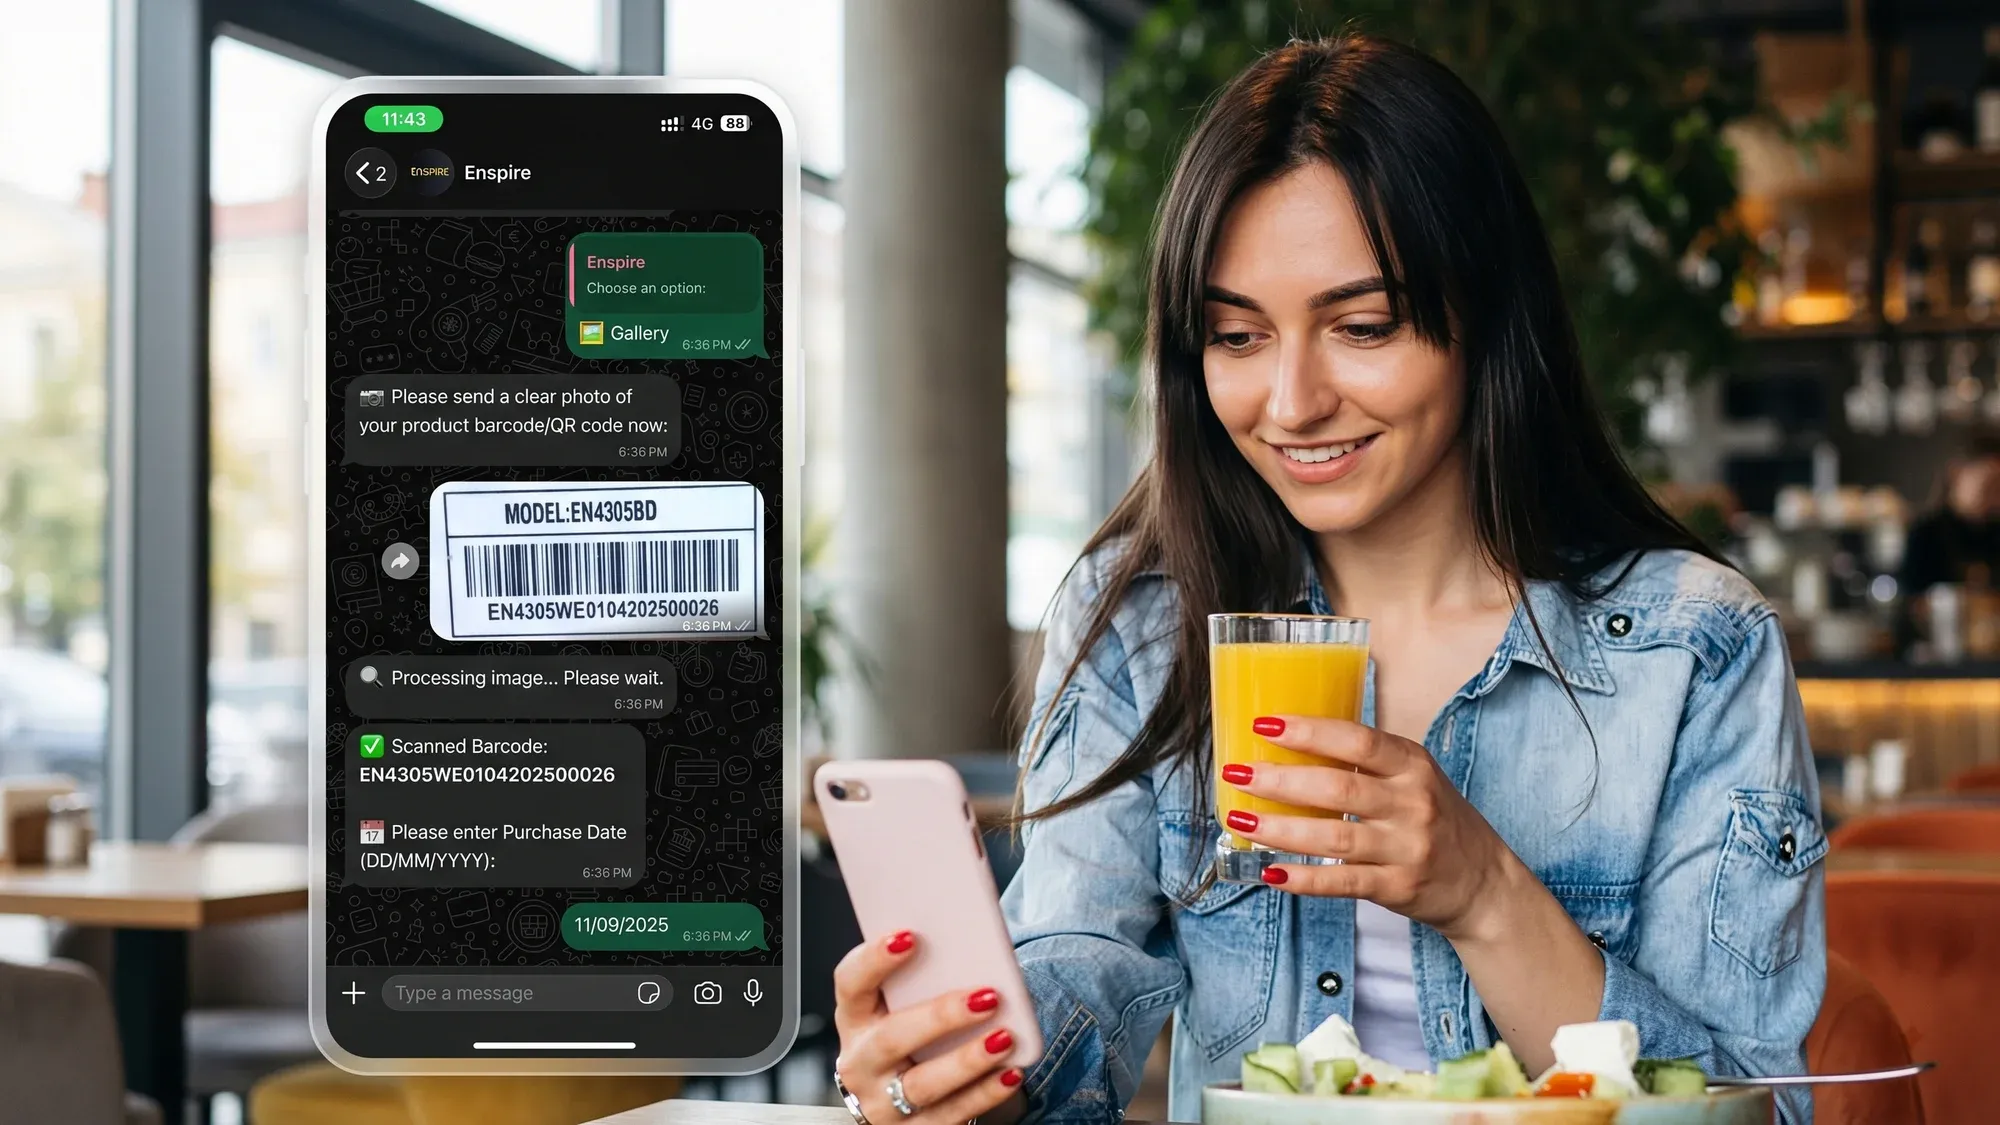 11:43
4G 88
2 ENSPIRE Enspire
Enspire
Choose an option:
🖼️ Gallery 6:36 PM
📷 Please send a clear photo of
your product barcode/QR code now:
6:36 PM
MODEL:EN4305BD
EN4305WE0104202500026
6:36 PM
🔍 Processing image... Please wait.
6:36 PM
✅ Scanned Barcode:
EN4305WE0104202500026
📅 Please enter Purchase Date
(DD/MM/YYYY):
6:36 PM
11/09/2025 6:36 PM
Type a message